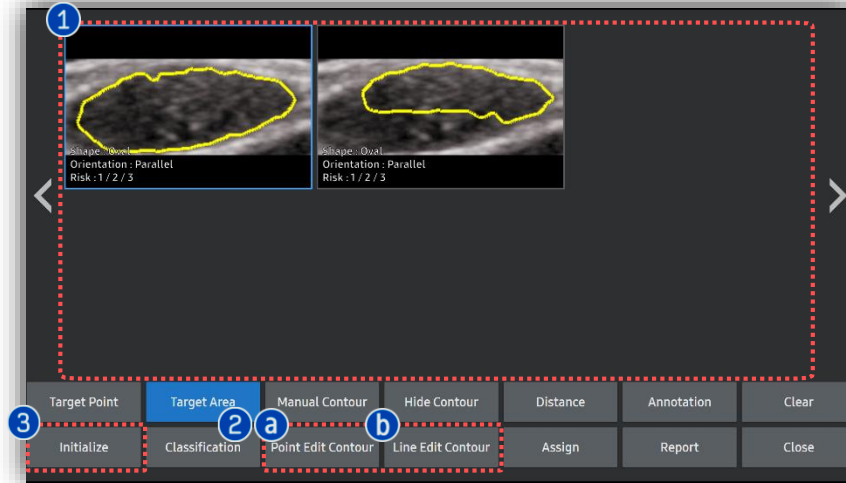 1
Shape : Oval
Orientation : Parallel
Risk : 1 / 2 / 3
Shape : Oval
Orientation : Parallel
Risk : 1 / 2 / 3
Target Point
Target Area
Manual Contour
Hide Contour
Distance
Annotation
Clear
3
2
a
b
Initialize
Classification
Point Edit Contour
Line Edit Contour
Assign
Report
Close